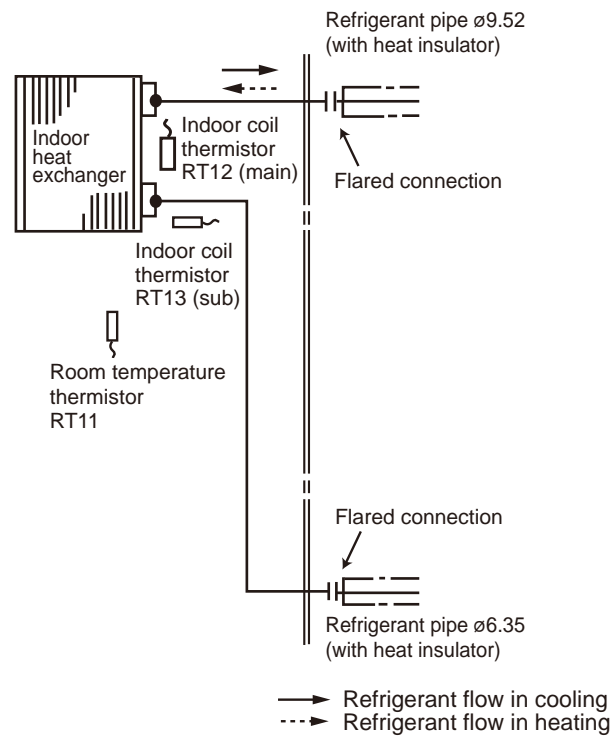 Refrigerant pipe ø9.52
(with heat insulator)
Indoor
heat
exchanger
Indoor coil
thermistor
RT12 (main)
Flared connection
Indoor coil
thermistor
RT13 (sub)
Room temperature
thermistor
RT11
Flared connection
Refrigerant pipe ø6.35
(with heat insulator)
Refrigerant flow in cooling
Refrigerant flow in heating